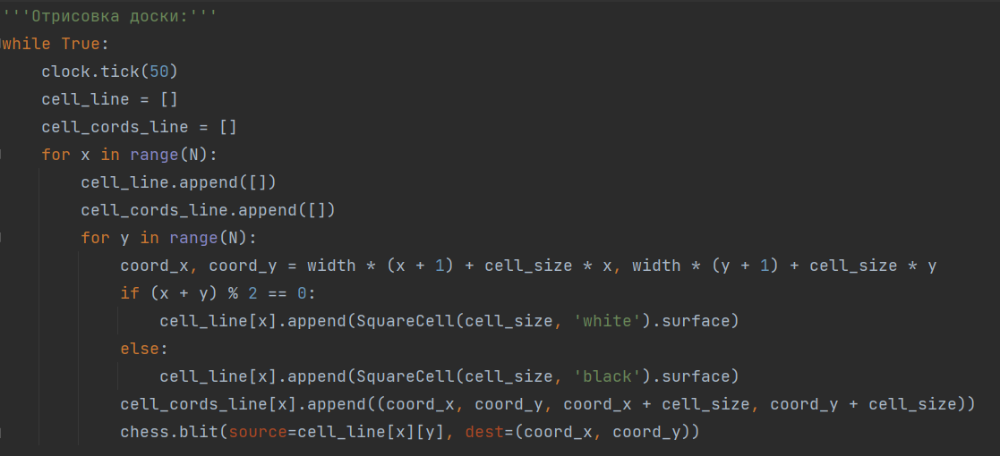 '''Отрисовка доски:'''
while True:
    clock.tick(50)
    cell_line = []
    cell_cords_line = []
    for x in range(N):
        cell_line.append([])
        cell_cords_line.append([])
        for y in range(N):
            coord_x, coord_y = width * (x + 1) + cell_size * x, width * (y + 1) + cell_size * y
            if (x + y) % 2 == 0:
                cell_line[x].append(SquareCell(cell_size, 'white').surface)
            else:
                cell_line[x].append(SquareCell(cell_size, 'black').surface)
            cell_cords_line[x].append((coord_x, coord_y, coord_x + cell_size, coord_y + cell_size))
            chess.blit(source=cell_line[x][y], dest=(coord_x, coord_y))